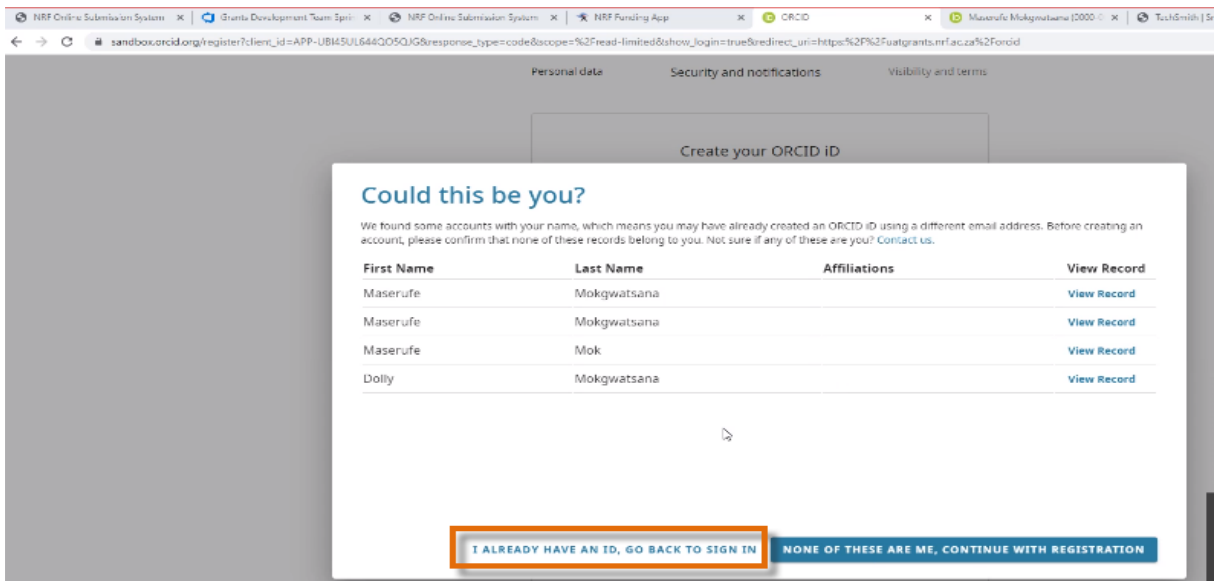 NRF Online Submission System
Grants Development Team Sprin
NRF Online Submission System
NRF Funding App
ORCID
Maserufe Mokgwatsana (0000-0
TechSmith | Sn
sandbox.orcid.org/register?client_id=APP-UBI45UL644QO5QJG&response_type=code&scope=%2Fread-limited&show_login=true&redirect_uri=https:%2F%2Fuatgrants.nrf.ac.za%2Forcid
Personal data Security and notifications Visibility and terms
Create your ORCID iD
Could this be you?
We found some accounts with your name, which means you may have already created an ORCID iD using a different email address. Before creating an
account, please confirm that none of these records belong to you. Not sure if any of these are you? Contact us.
First Name Last Name Affiliations View Record
Maserufe Mokgwatsana View Record
Maserufe Mokgwatsana View Record
Maserufe Mok View Record
Dolly Mokgwatsana View Record
I ALREADY HAVE AN ID, GO BACK TO SIGN IN NONE OF THESE ARE ME, CONTINUE WITH REGISTRATION